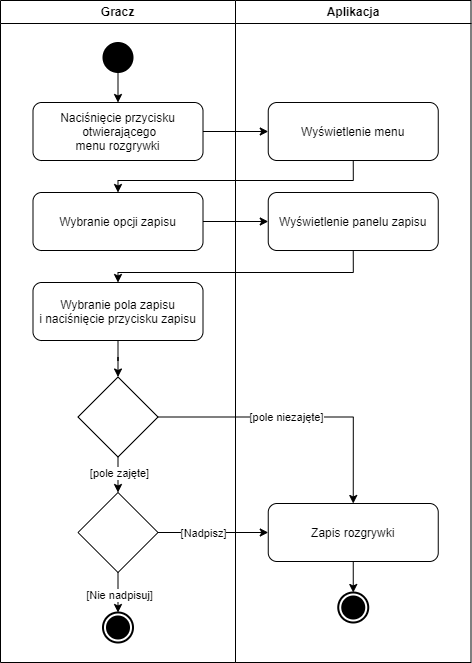 Gracz
Aplikacja
Naciśnięcie przycisku
otwierającego
menu rozgrywki
Wyświetlenie menu
Wybranie opcji zapisu
Wyświetlenie panelu zapisu
Wybranie pola zapisu
i naciśnięcie przycisku zapisu
[pole niezajęte]
[pole zajęte]
[Nadpisz]
Zapis rozgrywki
[Nie nadpisuj]